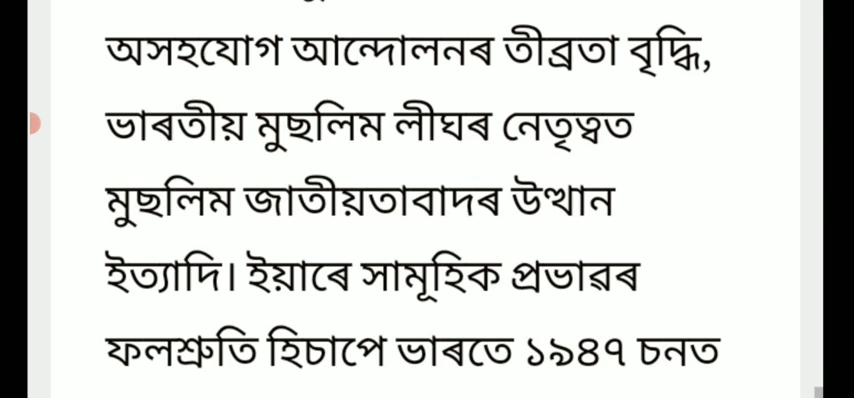 অসহযোগ আন্দোলনৰ তীব্ৰতা বৃদ্ধি,
ভাৰতীয় মুছলিম লীঘৰ নেতৃত্বত
মুছলিম জাতীয়তাবাদৰ উত্থান
ইত্যাদি। ইয়াৰে সামূহিক প্ৰভাৱৰ
ফলশ্ৰুতি হিচাপে ভাৰতে ১৯৪৭ চনত